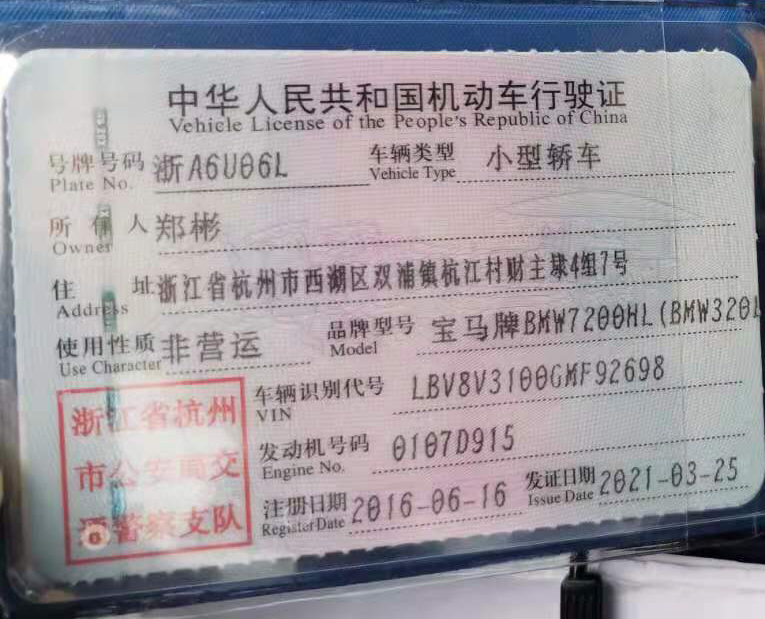 中华人民共和国机动车行驶证
Vehicle License of the People's Republic of China
号牌号码 浙A6U06L 车辆类型 小型轿车
Plate No. Vehicle Type
所有人 郑彬
Owner
住址 浙江省杭州市西湖区双浦镇杭江村财主埭4组7号
Address
使用性质 非营运 品牌型号 宝马牌BMW7200HL(BMW320L
Use Character Model
车辆识别代号 LBV8V3100GMF92698
VIN
发动机号码 0107D915
Engine No.
注册日期 2016-06-16 发证日期 2021-03-25
Register Date Issue Date
浙江省杭州
市公安局交
通警察支队